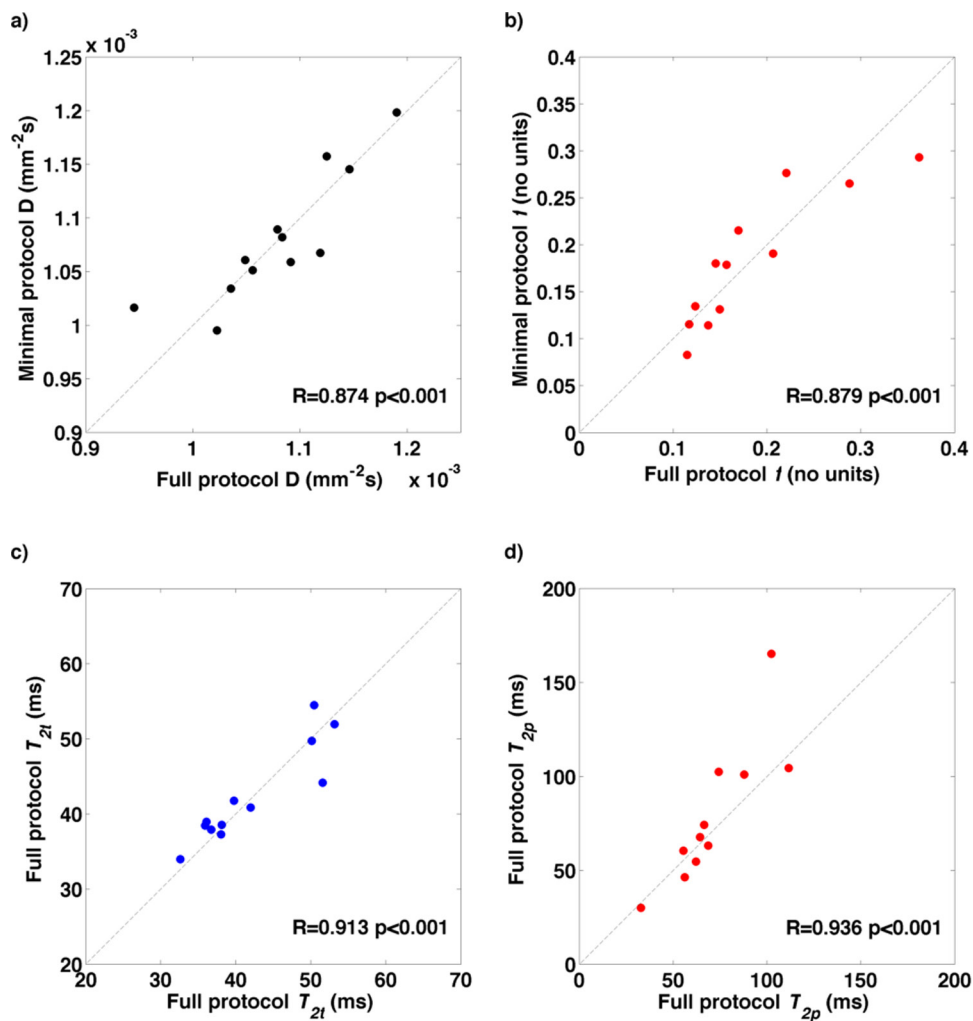 a)
x 10⁻³
1.25
1.2
1.15
1.1
1.05
1
0.95
0.9
Minimal protocol D (mm⁻²s)
R=0.874 p<0.001
0.9 1 1.1 1.2
Full protocol D (mm⁻²s) x 10⁻³
b)
0.4
0.35
0.3
0.25
0.2
0.15
0.1
0.05
0
Minimal protocol f (no units)
R=0.879 p<0.001
0 0.1 0.2 0.3 0.4
Full protocol f (no units)
c)
70
60
50
40
30
20
Full protocol T₂ₜ (ms)
R=0.913 p<0.001
20 30 40 50 60 70
Full protocol T₂ₜ (ms)
d)
200
150
100
50
0
Full protocol T₂ₚ (ms)
R=0.936 p<0.001
0 50 100 150 200
Full protocol T₂ₚ (ms)